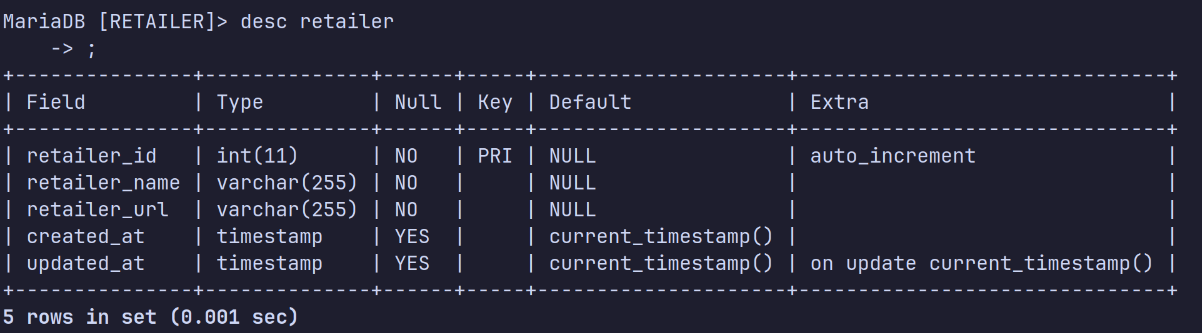 MariaDB [RETAILER]> desc retailer
    -> ;
+---------------+--------------+------+-----+---------------------+-------------------------------+
| Field         | Type         | Null | Key | Default             | Extra                         |
+---------------+--------------+------+-----+---------------------+-------------------------------+
| retailer_id   | int(11)      | NO   | PRI | NULL                | auto_increment                |
| retailer_name | varchar(255) | NO   |     | NULL                |                               |
| retailer_url  | varchar(255) | NO   |     | NULL                |                               |
| created_at    | timestamp    | YES  |     | current_timestamp() |                               |
| updated_at    | timestamp    | YES  |     | current_timestamp() | on update current_timestamp() |
+---------------+--------------+------+-----+---------------------+-------------------------------+
5 rows in set (0.001 sec)